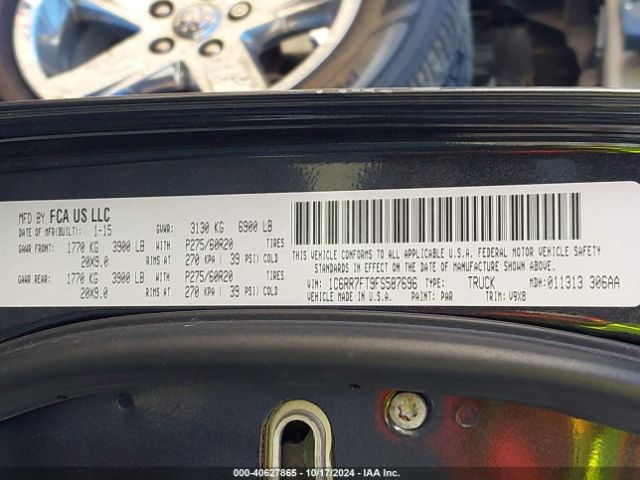 MFD BY FCA US LLC
DATE OF MFR(BUILT): 1-15 GVWR: 3130 KG 6900 LB
GAWR FRONT: 1770 KG 3900 LB WITH P275/60R20 TIRES
20X9.0 RIMS AT 270 KPA ( 39 PSI) COLD
GAWR REAR: 1770 KG 3900 LB WITH P275/60R20 TIRES
20X9.0 RIMS AT 270 KPA ( 39 PSI) COLD
THIS VEHICLE CONFORMS TO ALL APPLICABLE U.S.A. FEDERAL MOTOR VEHICLE SAFETY
STANDARDS IN EFFECT ON THE DATE OF MANUFACTURE SHOWN ABOVE.
VIN: 1C6RR7FT9FS587696 TYPE: TRUCK MDH: 011313 306AA
PAINT: PAR TRIM: V9X8
000-40627865 - 10/17/2024 - IAA Inc.